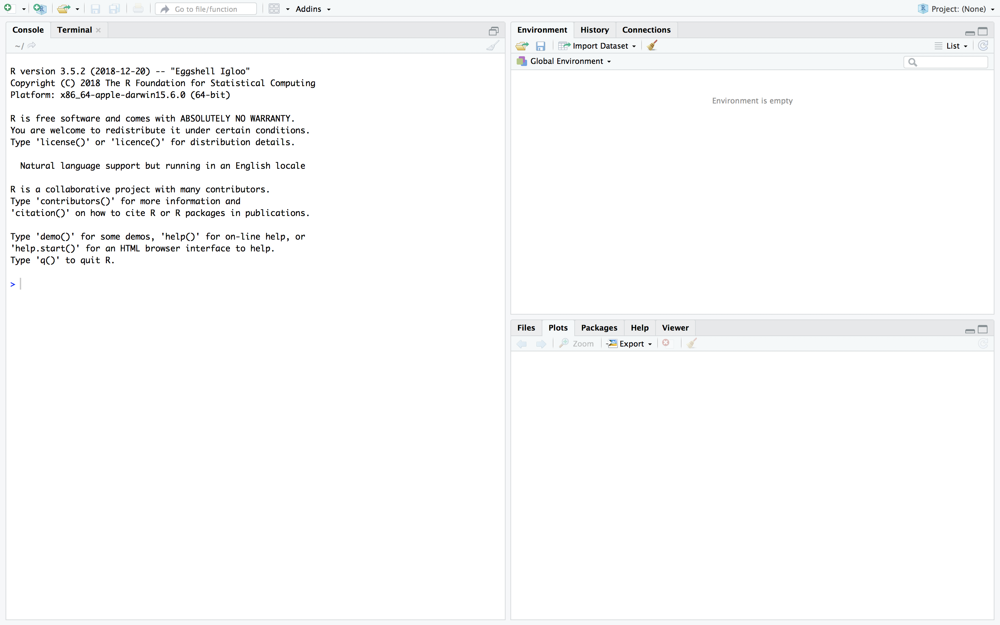 Go to file/function
Addins
Project: (None)
Console
Terminal
~/
R version 3.5.2 (2018-12-20) -- "Eggshell Igloo"
Copyright (C) 2018 The R Foundation for Statistical Computing
Platform: x86_64-apple-darwin15.6.0 (64-bit)
R is free software and comes with ABSOLUTELY NO WARRANTY.
You are welcome to redistribute it under certain conditions.
Type 'license()' or 'licence()' for distribution details.
Natural language support but running in an English locale
R is a collaborative project with many contributors.
Type 'contributors()' for more information and
'citation()' on how to cite R or R packages in publications.
Type 'demo()' for some demos, 'help()' for on-line help, or
'help.start()' for an HTML browser interface to help.
Type 'q()' to quit R.
>
Environment
History
Connections
Import Dataset
List
Global Environment
Environment is empty
Files
Plots
Packages
Help
Viewer
Zoom
Export